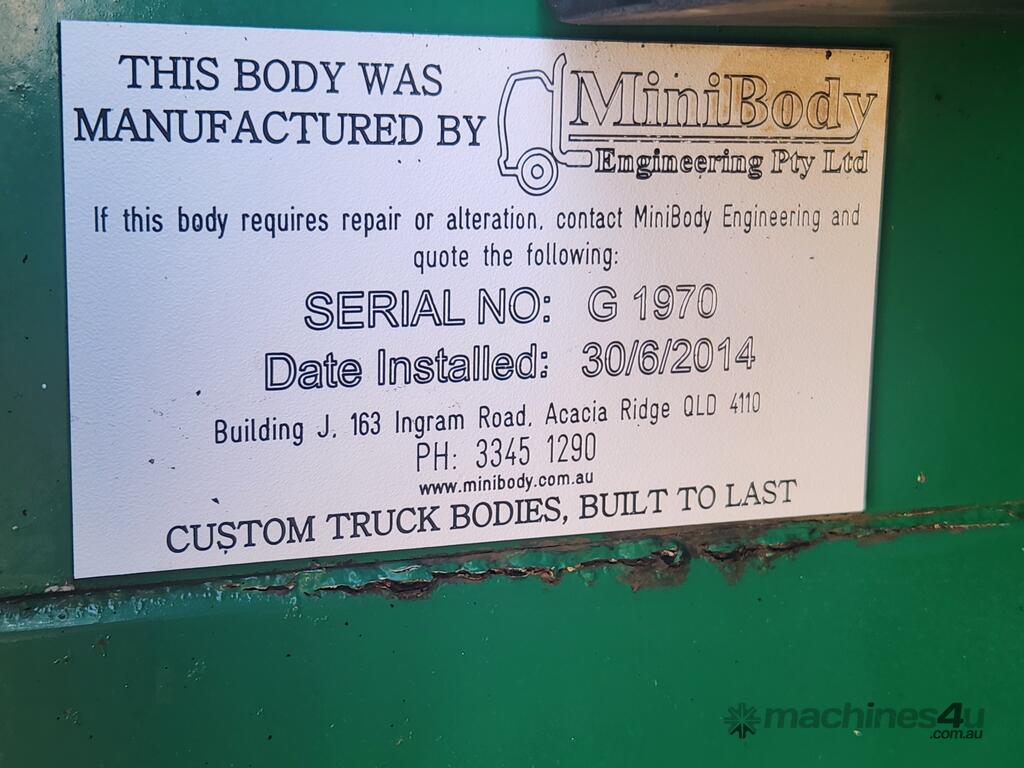 THIS BODY WAS
MANUFACTURED BY
MiniBody
Engineering Pty Ltd
If this body requires repair or alteration, contact MiniBody Engineering and
quote the following:
SERIAL NO: G 1970
Date Installed: 30/6/2014
Building J, 163 Ingram Road, Acacia Ridge QLD 4110
PH: 3345 1290
www.minibody.com.au
CUSTOM TRUCK BODIES, BUILT TO LAST
machines4u
.com.au